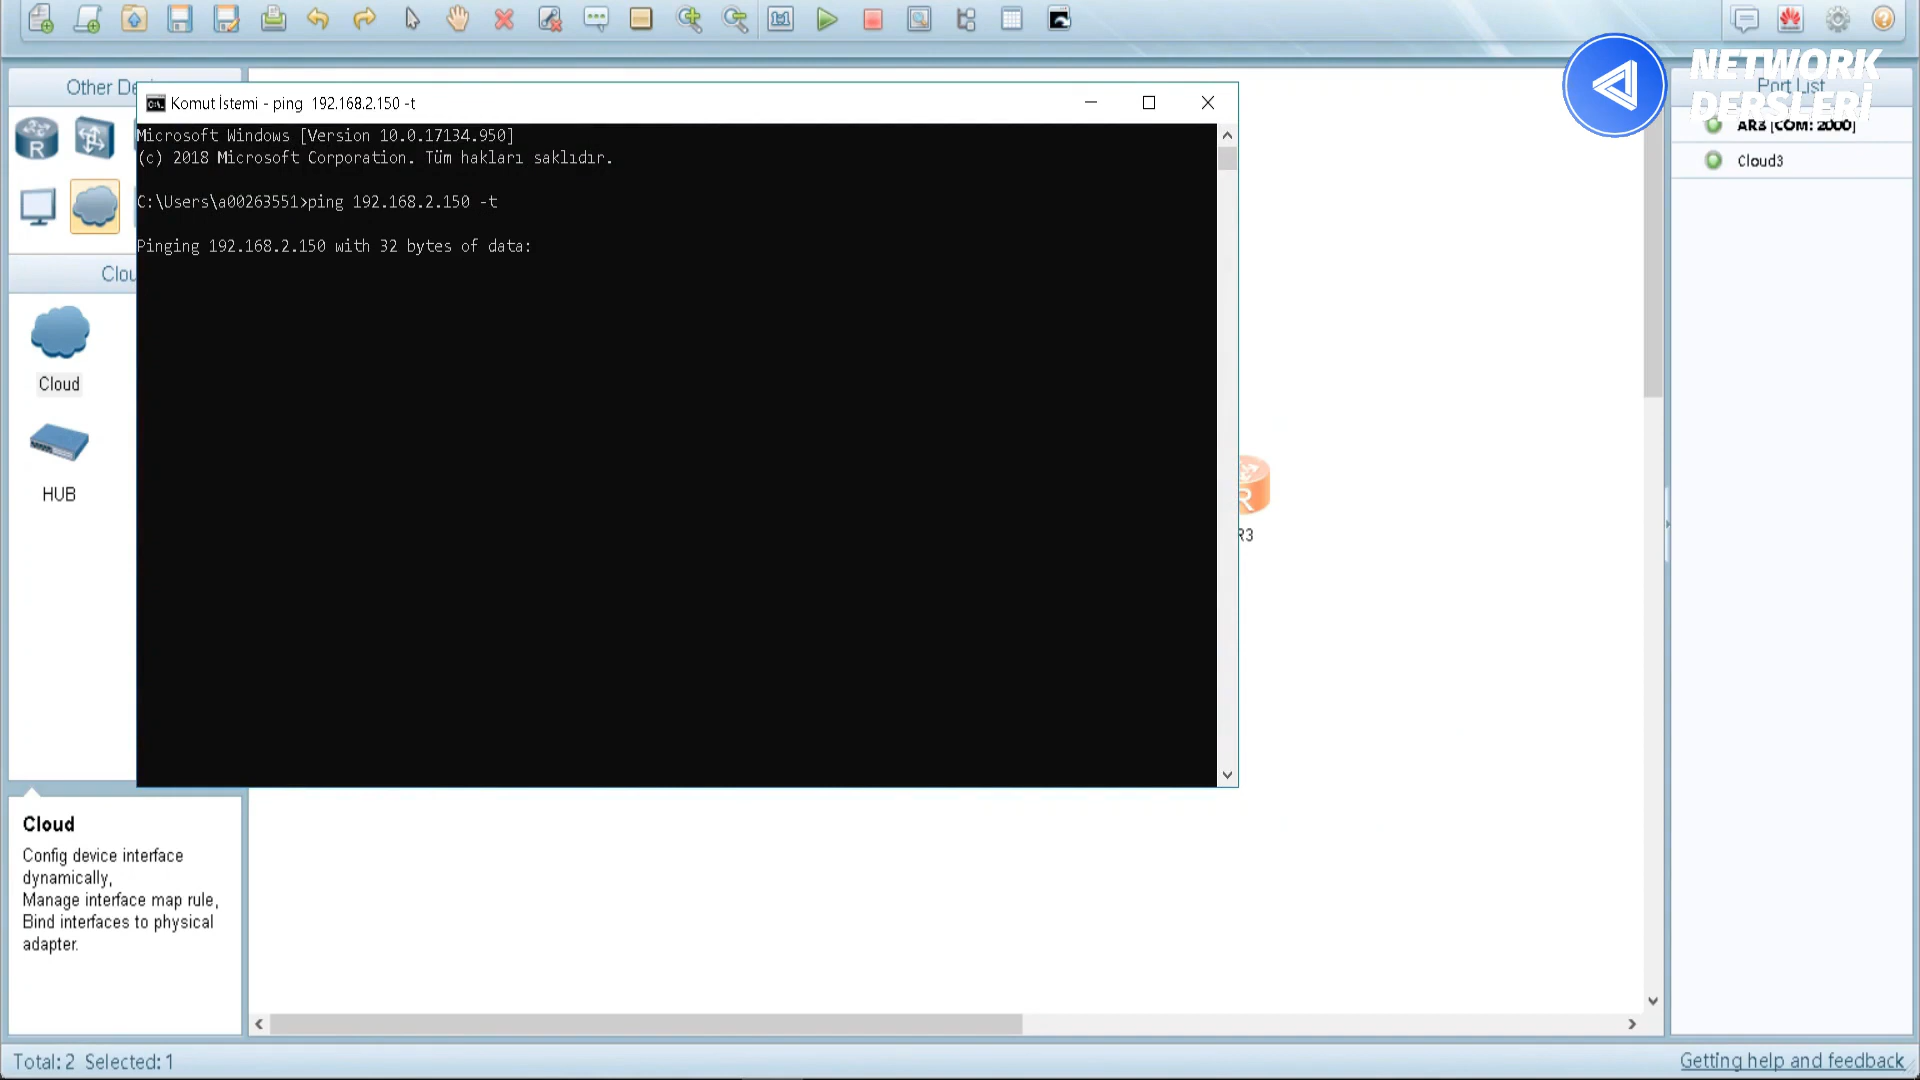 NETWORK
DERSLERİ
Other De
Port List
Komut İstemi - ping 192.168.2.150 -t
Microsoft Windows [Version 10.0.17134.950]
(c) 2018 Microsoft Corporation. Tüm hakları saklıdır.
C:\Users\a00263551>ping 192.168.2.150 -t
Pinging 192.168.2.150 with 32 bytes of data:
AR3 [COM: 2000]
Cloud3
R
Clou
Cloud
HUB
R
R3
Cloud
Config device interface
dynamically,
Manage interface map rule,
Bind interfaces to physical
adapter.
Total: 2 Selected: 1
Getting help and feedback